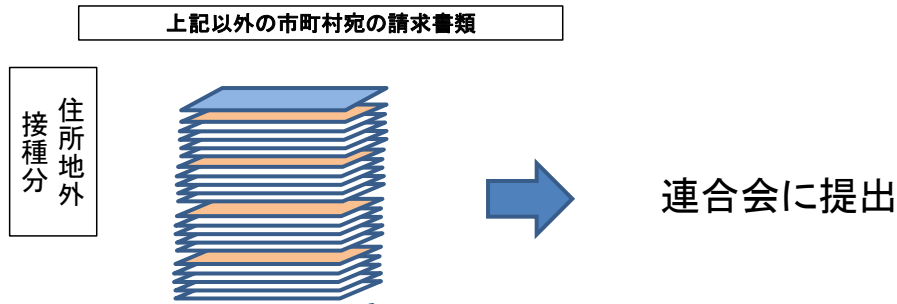 上記以外の市町村宛の請求書類
住所地外
接種分
連合会に提出